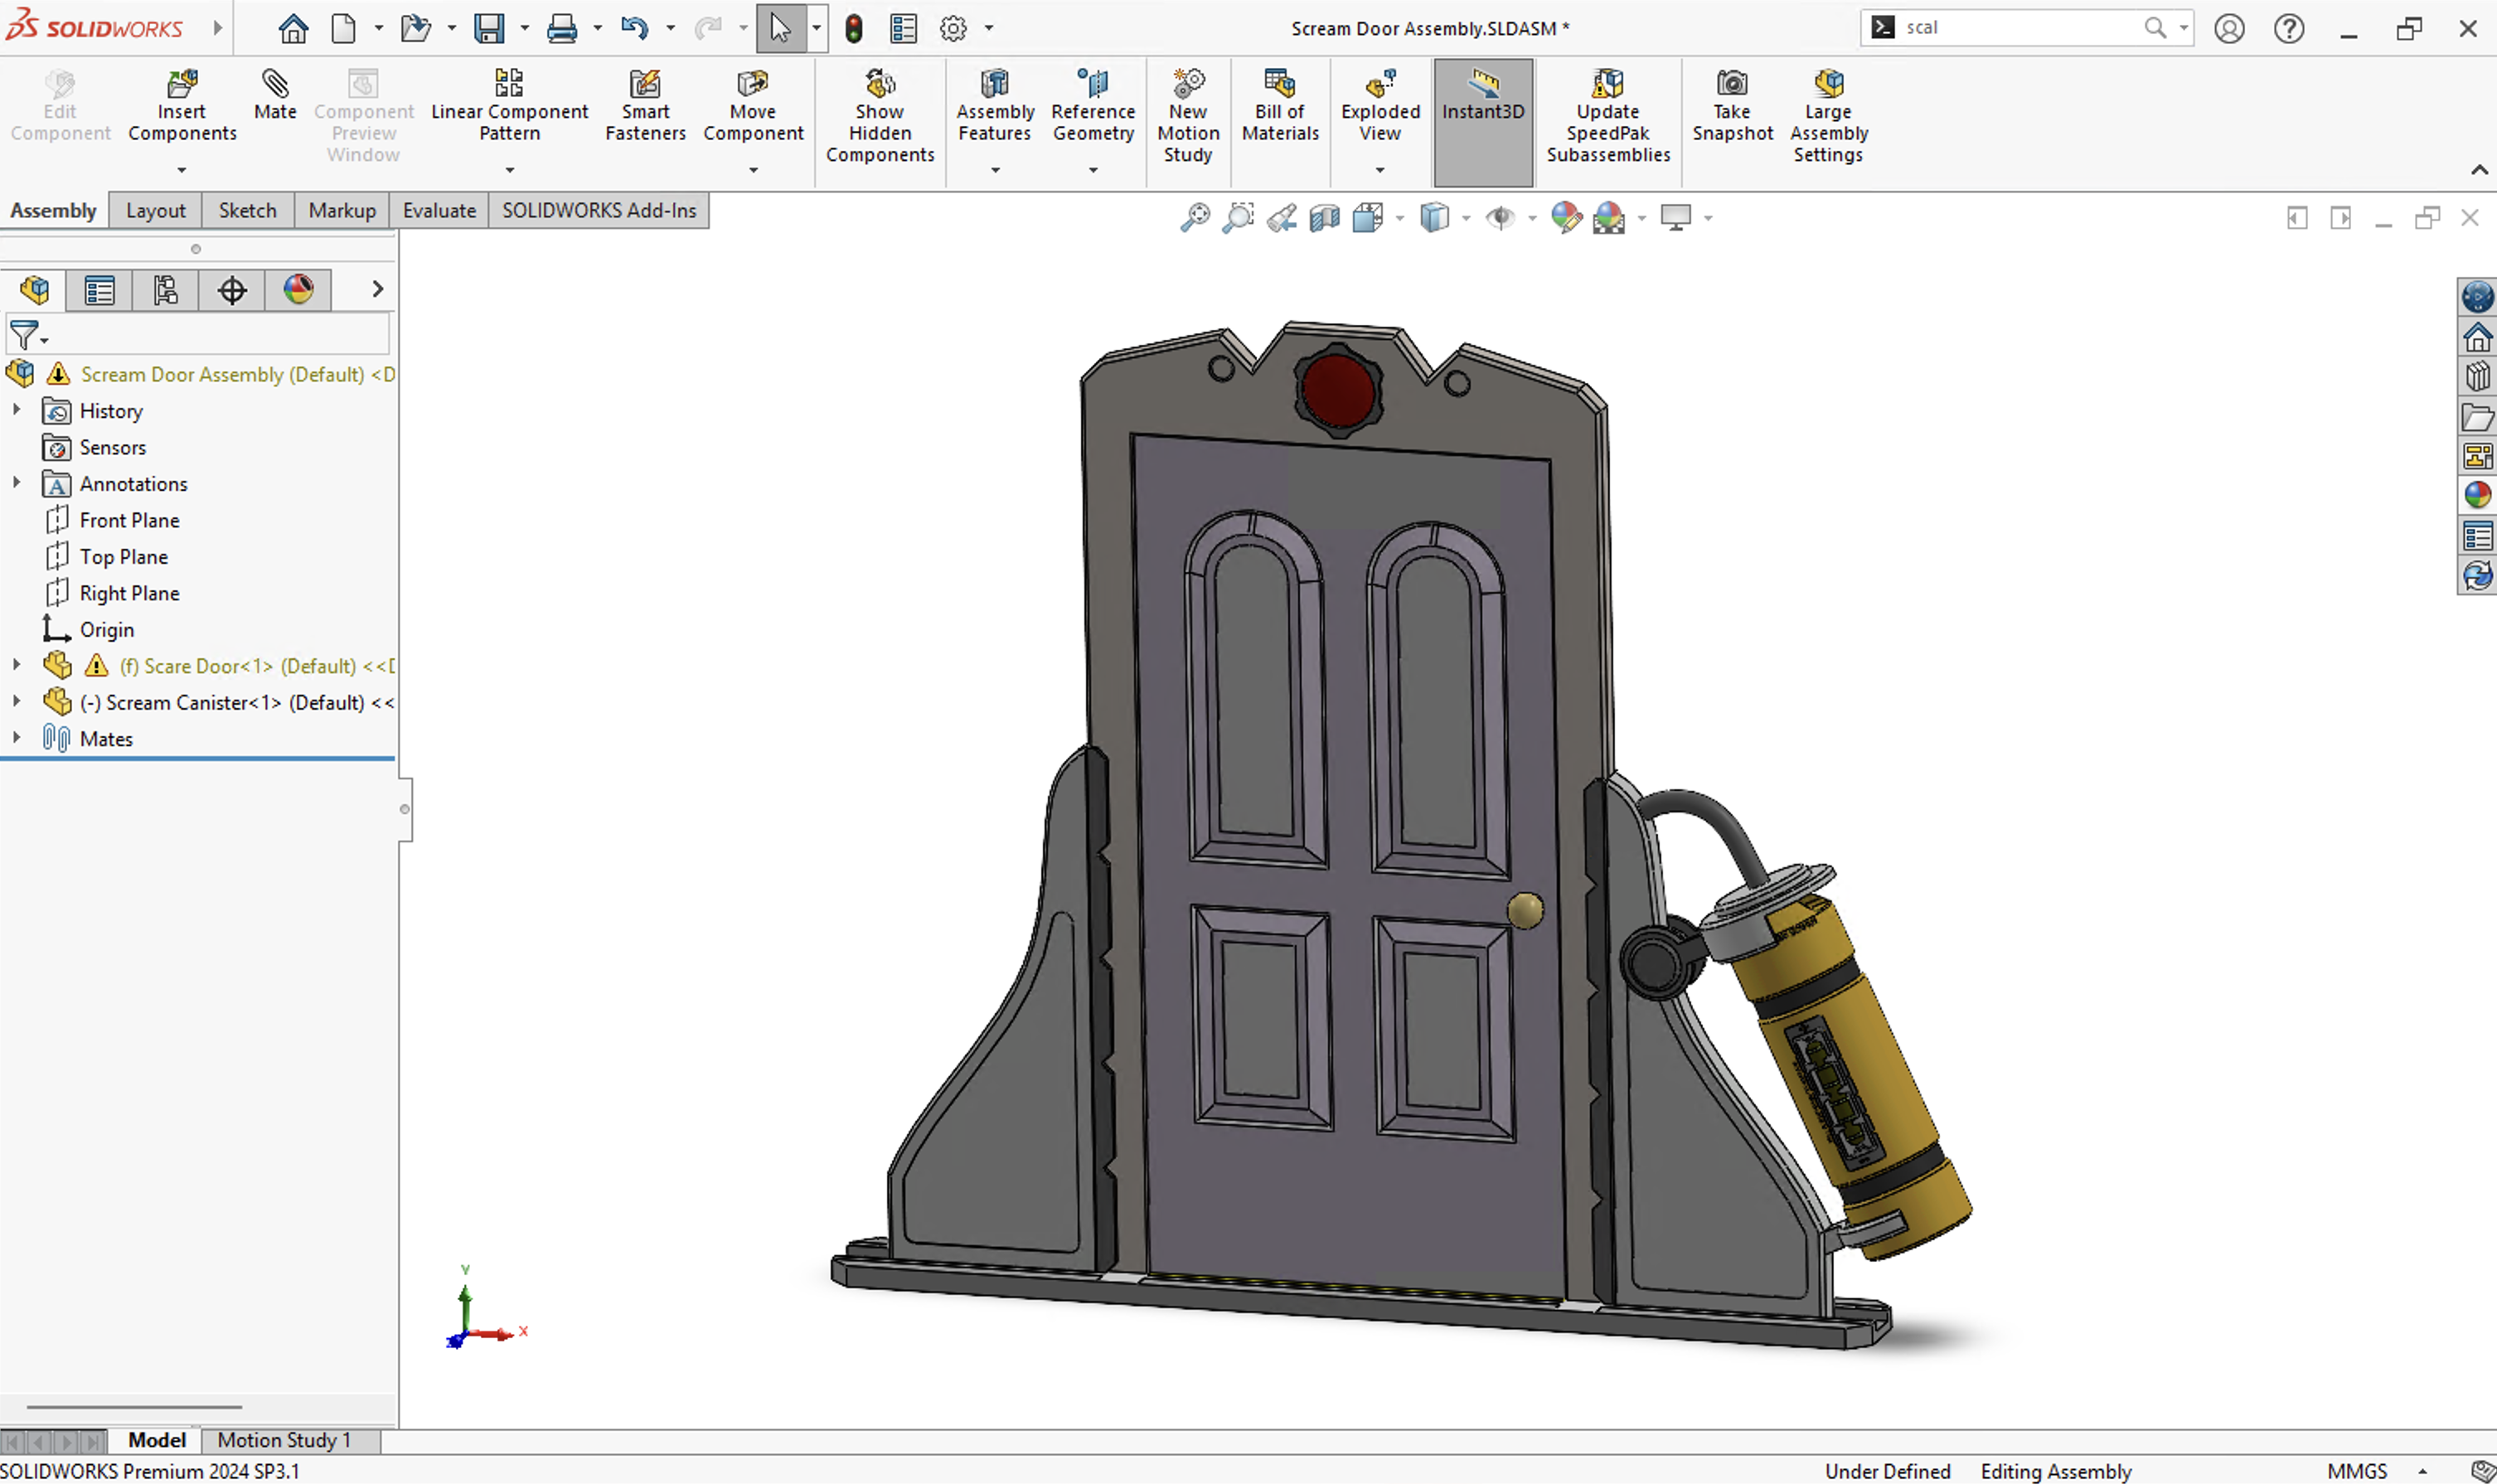 SOLIDWORKS
Scream Door Assembly.SLDASM *
scal
Edit Component
Insert Components
Mate
Component Preview Window
Linear Component Pattern
Smart Fasteners
Move Component
Show Hidden Components
Assembly Features
Reference Geometry
New Motion Study
Bill of Materials
Exploded View
Instant3D
Update SpeedPak Subassemblies
Take Snapshot
Large Assembly Settings
Assembly
Layout
Sketch
Markup
Evaluate
SOLIDWORKS Add-Ins
Scream Door Assembly (Default) <D
History
Sensors
Annotations
Front Plane
Top Plane
Right Plane
Origin
(f) Scare Door<1> (Default) <<D
(-) Scream Canister<1> (Default) <<
Mates
Y
X
Model
Motion Study 1
SOLIDWORKS Premium 2024 SP3.1
Under Defined
Editing Assembly
MMGS